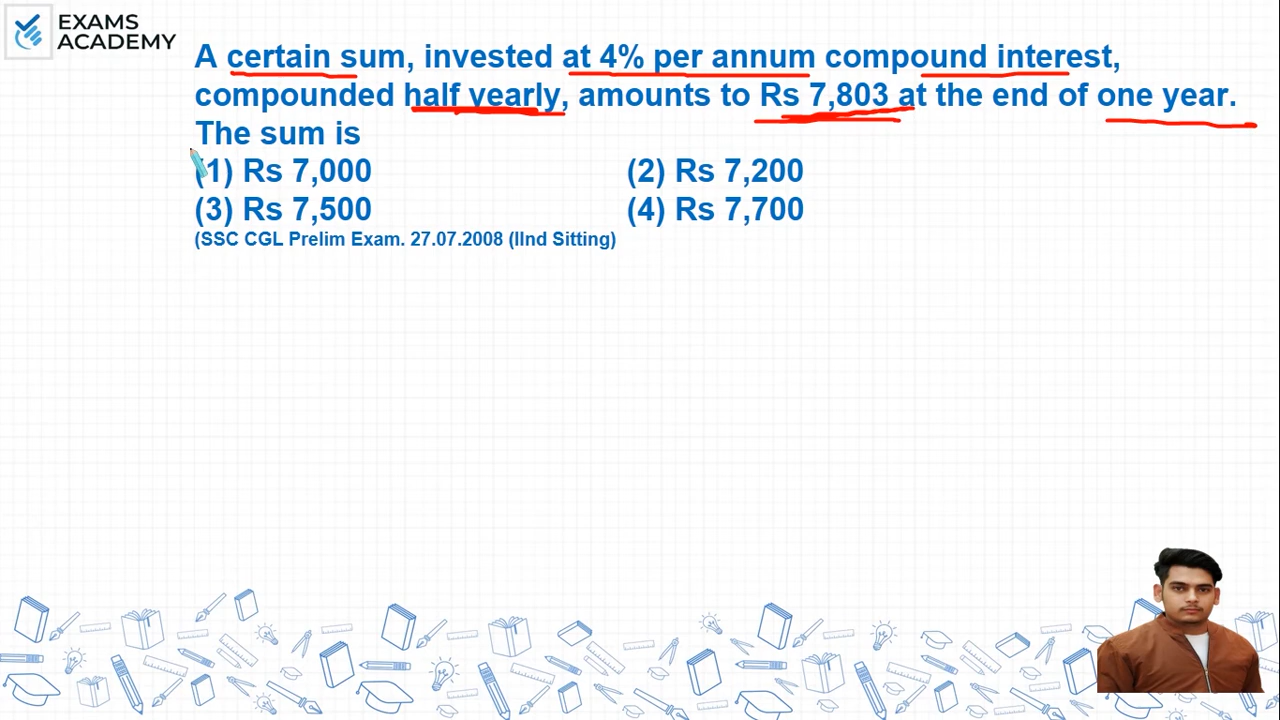 EXAMS
ACADEMY
A certain sum, invested at 4% per annum compound interest,
compounded half yearly, amounts to Rs 7,803 at the end of one year.
The sum is
(1) Rs 7,000 (2) Rs 7,200
(3) Rs 7,500 (4) Rs 7,700
(SSC CGL Prelim Exam. 27.07.2008 (IInd Sitting)